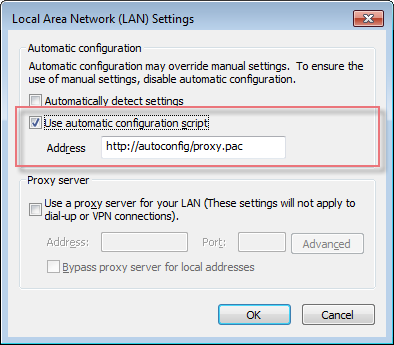 Local Area Network (LAN) Settings
Automatic configuration
Automatic configuration may override manual settings. To ensure the
use of manual settings, disable automatic configuration.
Automatically detect settings
Use automatic configuration script
Address http://autoconfig/proxy.pac
Proxy server
Use a proxy server for your LAN (These settings will not apply to
dial-up or VPN connections).
Address: Port: Advanced
Bypass proxy server for local addresses
OK Cancel